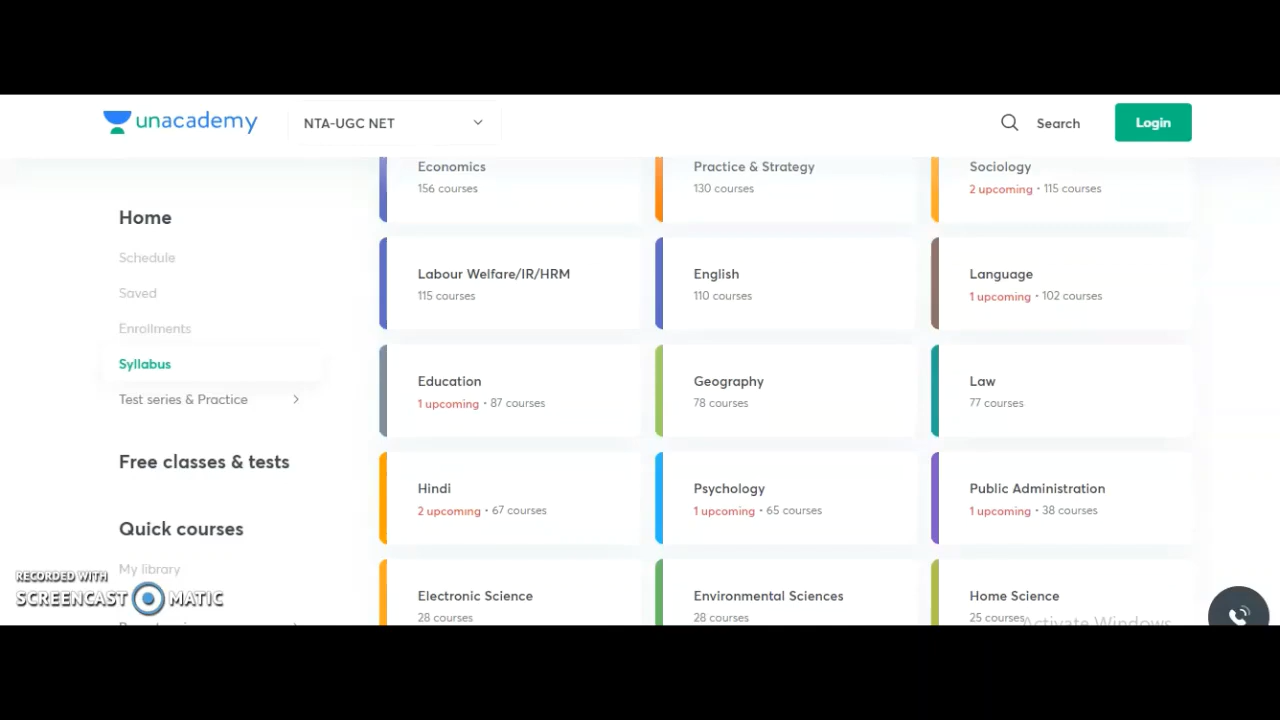 unacademy
NTA-UGC NET
Search
Login
Economics
156 courses
Practice & Strategy
130 courses
Sociology
2 upcoming • 115 courses
Home
Schedule
Saved
Enrollments
Syllabus
Test series & Practice
Free classes & tests
Quick courses
My library
Labour Welfare/IR/HRM
115 courses
English
110 courses
Language
1 upcoming • 102 courses
Education
1 upcoming • 87 courses
Geography
78 courses
Law
77 courses
Hindi
2 upcoming • 67 courses
Psychology
1 upcoming • 65 courses
Public Administration
1 upcoming • 38 courses
Electronic Science
28 courses
Environmental Sciences
28 courses
Home Science
25 courses
Activate Windows
RECORDED WITH
SCREENCAST MATIC